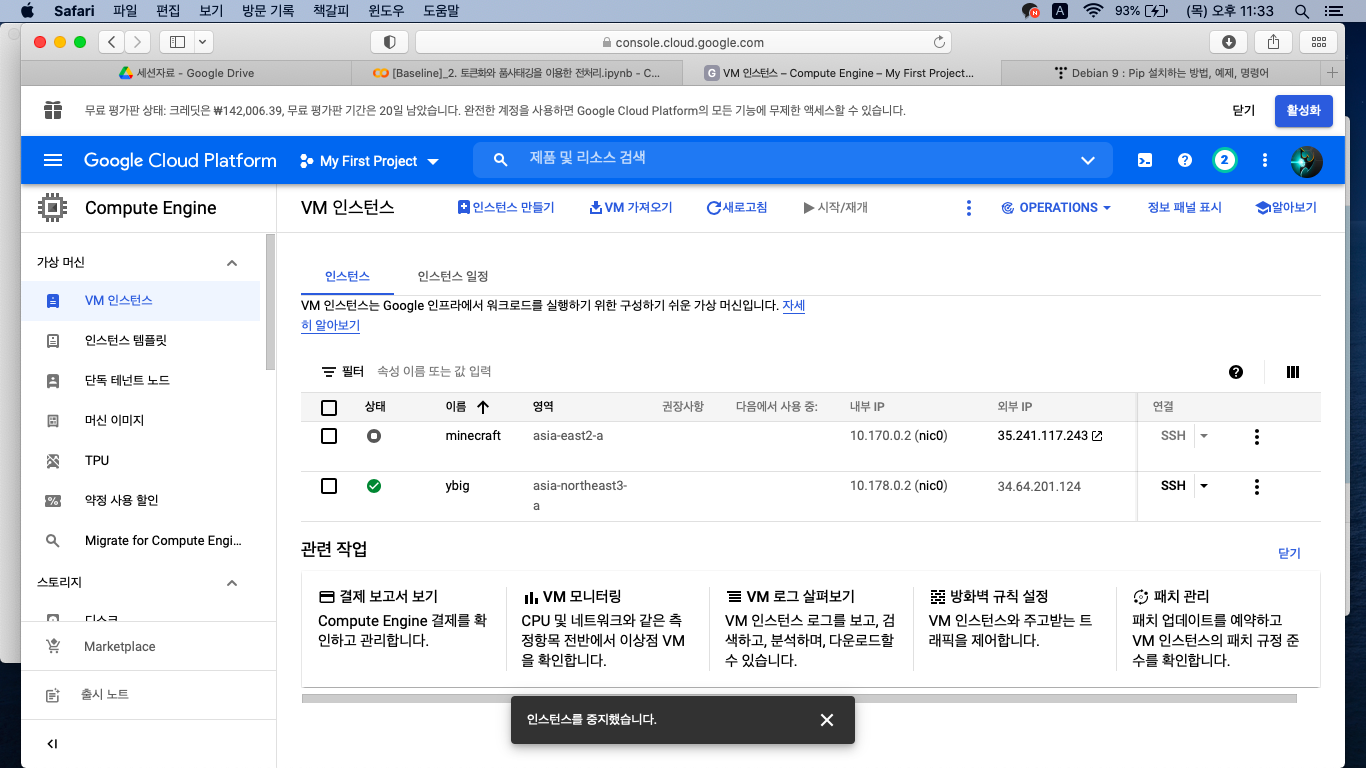 Safari 파일 편집 보기 방문 기록 책갈피 윈도우 도움말 A 93% (목) 오후 11:33
console.cloud.google.com
세션자료 - Google Drive
[Baseline]_2. 토큰화와 품사태깅을 이용한 전처리.ipynb - C...
G VM 인스턴스 – Compute Engine – My First Project...
Debian 9 : Pip 설치하는 방법, 예제, 명령어
무료 평가판 상태: 크레딧은 ₩142,006.39, 무료 평가판 기간은 20일 남았습니다. 완전한 계정을 사용하면 Google Cloud Platform의 모든 기능에 무제한 액세스할 수 있습니다.
닫기 활성화
Google Cloud Platform My First Project 제품 및 리소스 검색 2
Compute Engine
VM 인스턴스 인스턴스 만들기 VM 가져오기 새로고침 시작/재개 OPERATIONS 정보 패널 표시 알아보기
가상 머신
VM 인스턴스
인스턴스 템플릿
단독 테넌트 노드
머신 이미지
TPU
약정 사용 할인
Migrate for Compute Engi...
스토리지
디스크
Marketplace
출시 노트
인스턴스 인스턴스 일정
VM 인스턴스는 Google 인프라에서 워크로드를 실행하기 위한 구성하기 쉬운 가상 머신입니다. 자세
히 알아보기
필터 속성 이름 또는 값 입력
상태 이름 영역 권장사항 다음에서 사용 중: 내부 IP 외부 IP 연결
minecraft asia-east2-a 10.170.0.2 (nic0) 35.241.117.243 SSH
ybig asia-northeast3- 10.178.0.2 (nic0) 34.64.201.124 SSH
a
관련 작업 닫기
결제 보고서 보기
Compute Engine 결제를 확
인하고 관리합니다.
VM 모니터링
CPU 및 네트워크와 같은 측
정항목 전반에서 이상점 VM
을 확인합니다.
VM 로그 살펴보기
VM 인스턴스 로그를 보고, 검
색하고, 분석하며, 다운로드할
수 있습니다.
방화벽 규칙 설정
VM 인스턴스와 주고받는 트
래픽을 제어합니다.
패치 관리
패치 업데이트를 예약하고
VM 인스턴스의 패치 규정 준
수를 확인합니다.
인스턴스를 중지했습니다.